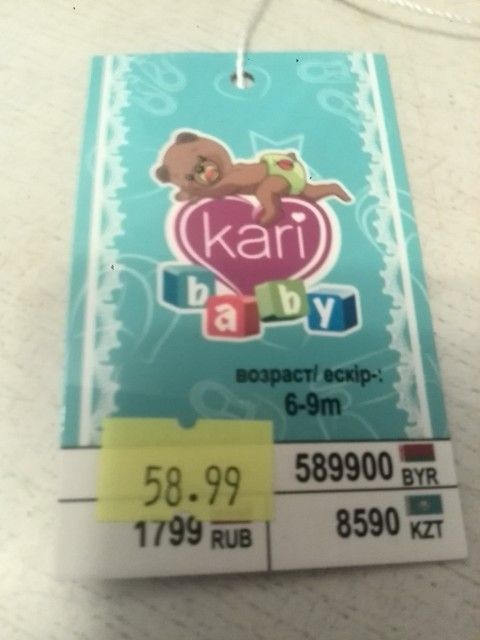 kari
baby
возраст/ ескір-:
6-9m
58.99
589900 BYR
1799 RUB
8590 KZT